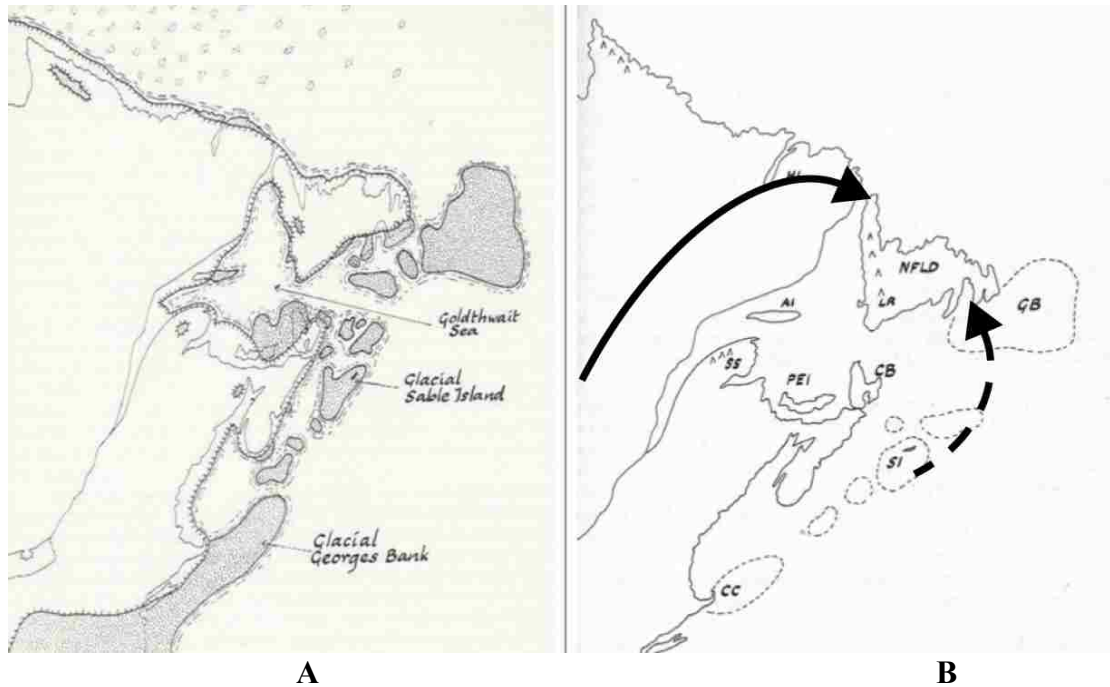 Goldthwait
Sea
Glacial
Sable Island
Glacial
Georges Bank
A
NFLD
GB
LR
AI
SS
PEI
CB
SI
CC
B